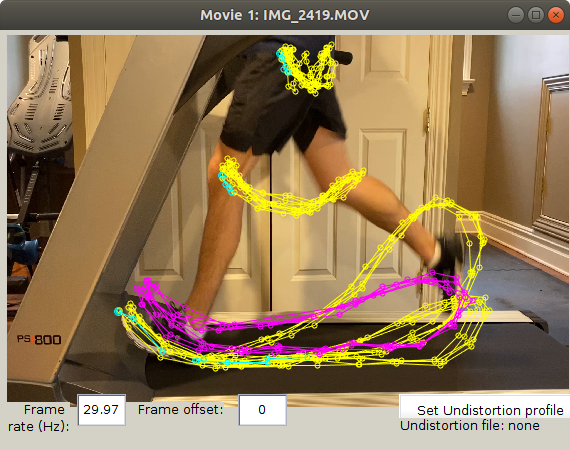 Movie 1: IMG_2419.MOV
PS 800
Frame rate (Hz): 29.97 Frame offset: 0 Set Undistortion profile
Undistortion file: none